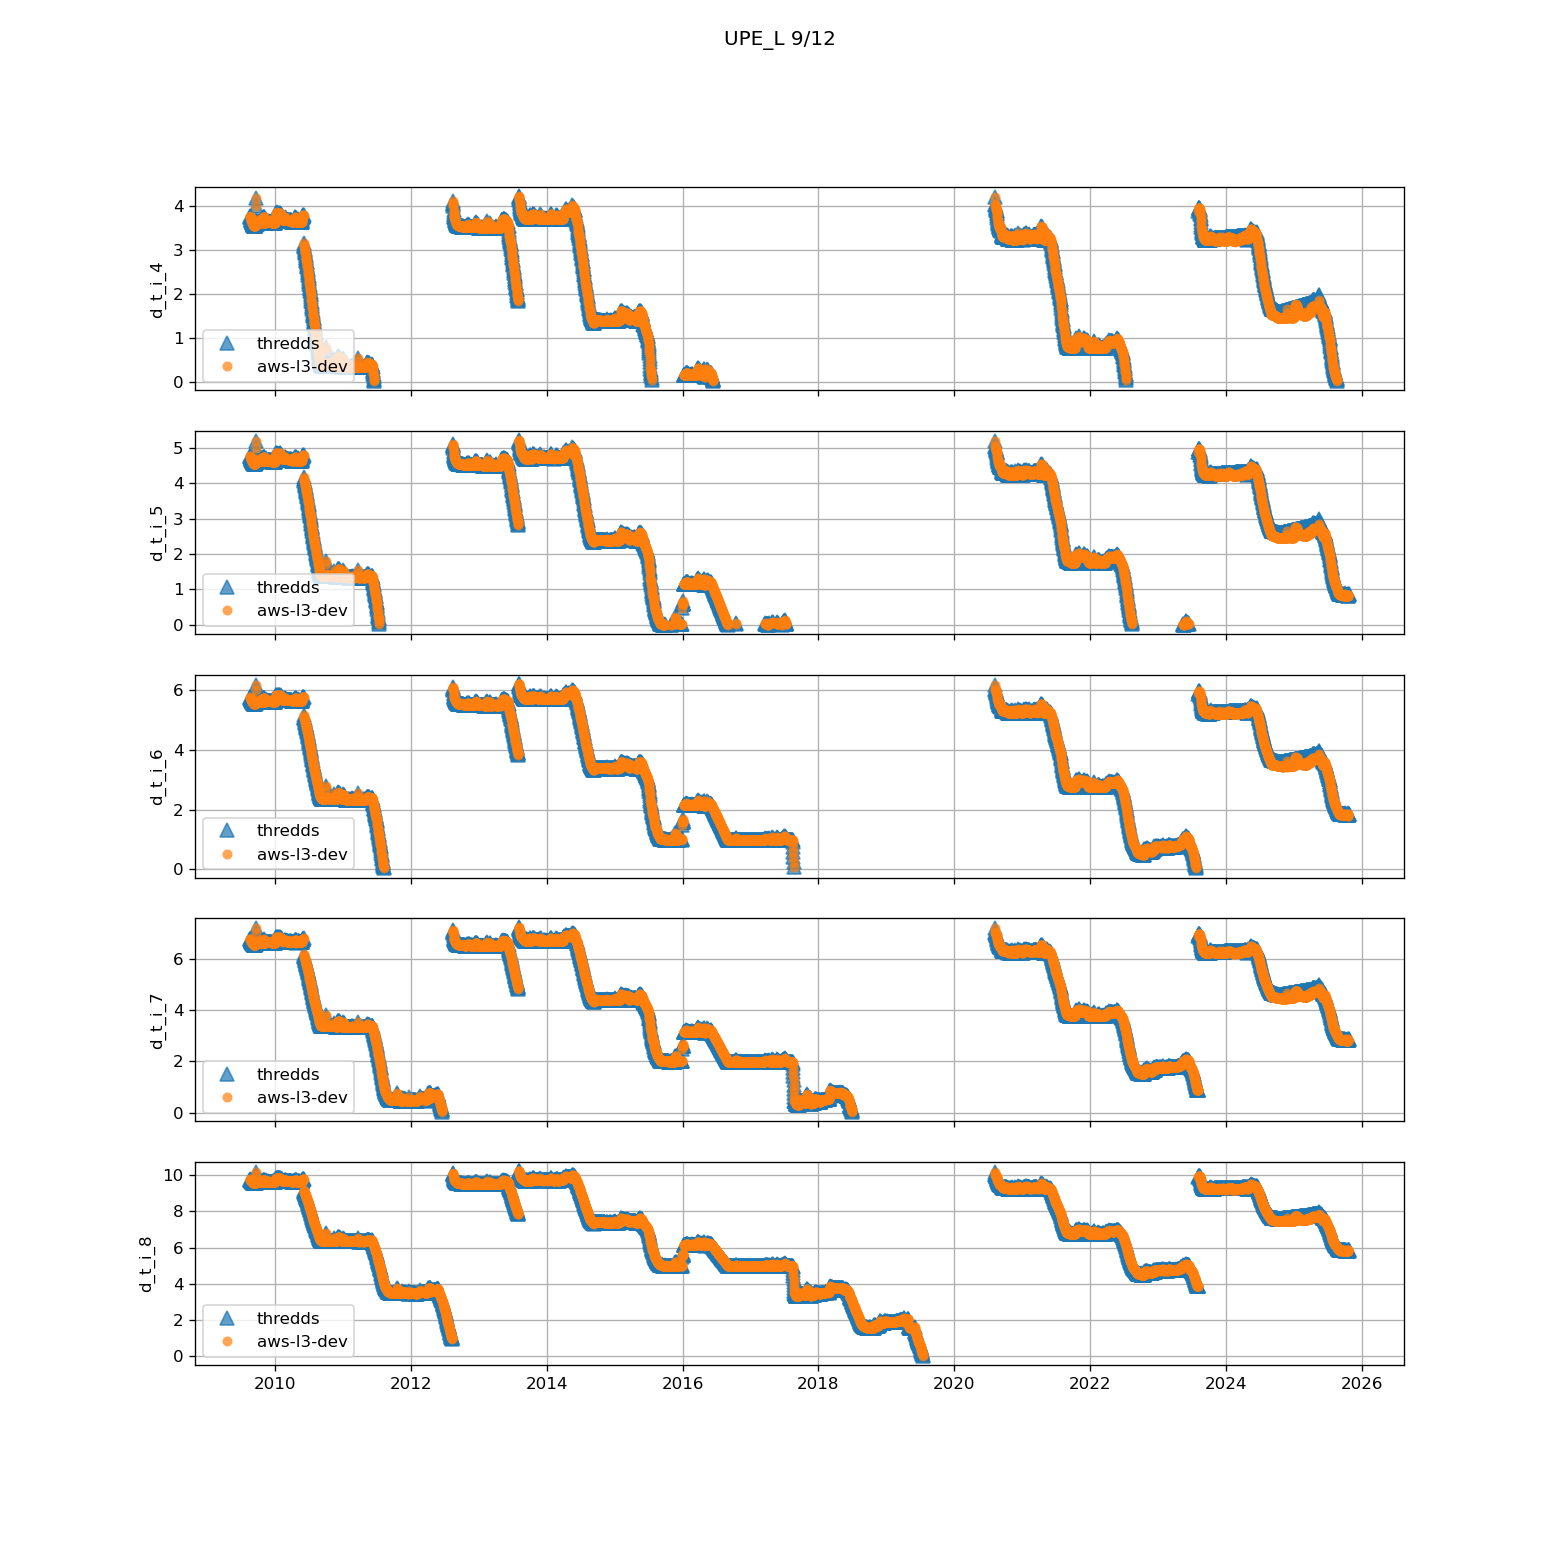 UPE_L 9/12
4
3
2
1
0
d_t_i_4
thredds
aws-l3-dev
5
4
3
2
1
0
d_t_i_5
thredds
aws-l3-dev
6
4
2
0
d_t_i_6
thredds
aws-l3-dev
6
4
2
0
d_t_i_7
thredds
aws-l3-dev
10
8
6
4
2
0
d_t_i_8
thredds
aws-l3-dev
2010 2012 2014 2016 2018 2020 2022 2024 2026